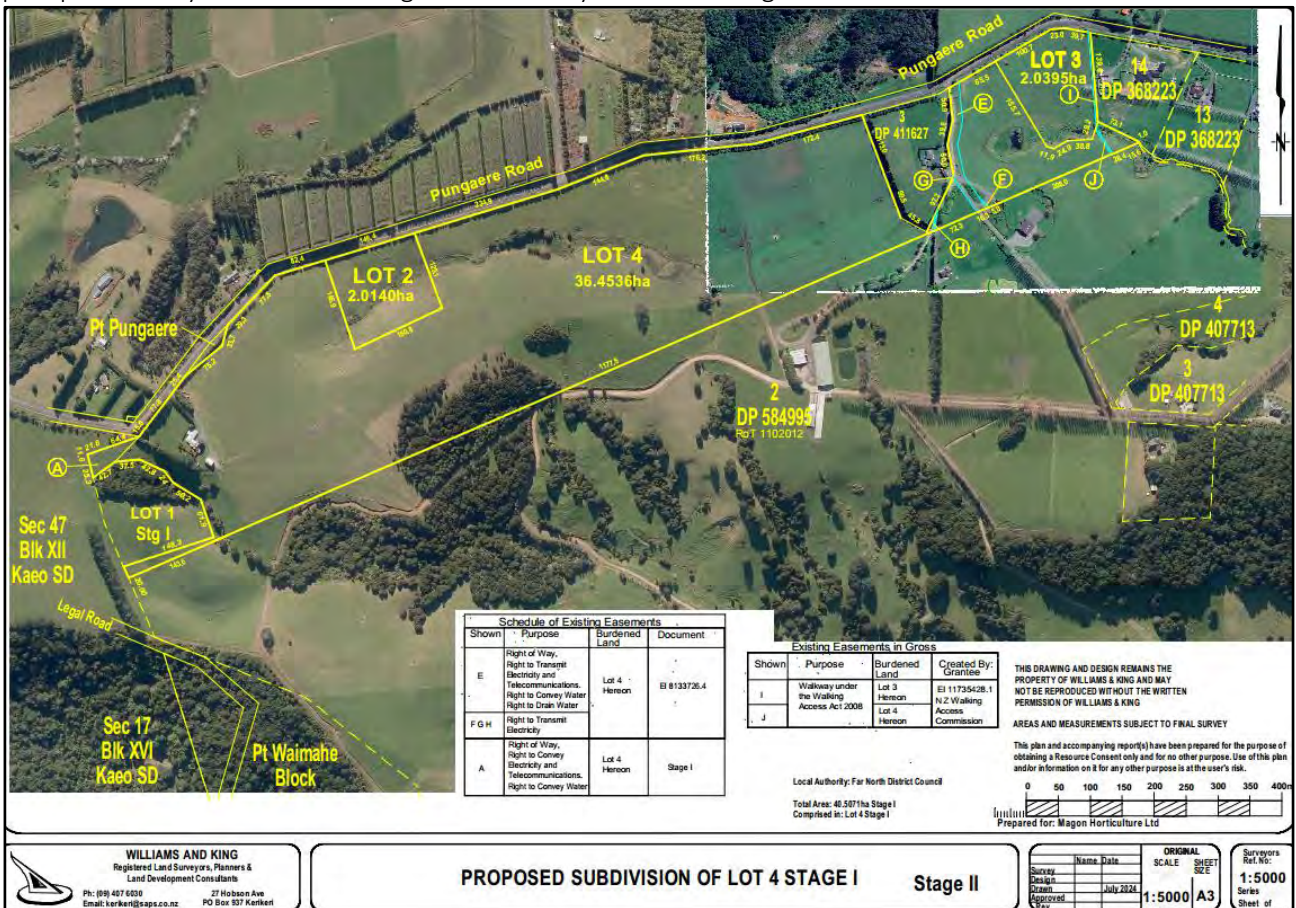 Pungaere Road
LOT 3
2.0395ha
14
DP 368223
13
DP 368223
3
DP 411627
E
I
G
F
J
H
Pungaere Road
LOT 2
2.0140ha
LOT 4
36.4536ha
Pt Pungaere
1177.5
2
DP 584995
RoT 1102012
4
DP 407713
3
DP 407713
A
LOT 1
Stg I
Sec 47
Blk XII
Kaeo SD
Legal Road
Sec 17
Blk XVI
Kaeo SD
Pt Waimahe
Block
N
Schedule of Existing Easements
Shown Purpose Burdened Land Document
E Right of Way, Right to Transmit Electricity and Telecommunications. Right to Convey Water Right to Drain Water Lot 4 Hereon EI 8133726.4
F G H Right to Transmit Electricity
A Right of Way, Right to Convey Electricity and Telecommunications. Right to Convey Water Lot 4 Hereon Stage I
Existing Easements in Gross
Shown Purpose Burdened Land Created By: Grantee
I Walkway under the Walking Access Act 2008 Lot 3 Hereon EI 11735428.1 N Z Walking Access Commission
J Lot 4 Hereon
THIS DRAWING AND DESIGN REMAINS THE
PROPERTY OF WILLIAMS & KING AND MAY
NOT BE REPRODUCED WITHOUT THE WRITTEN
PERMISSION OF WILLIAMS & KING
AREAS AND MEASUREMENTS SUBJECT TO FINAL SURVEY
This plan and accompanying report(s) have been prepared for the purpose of
obtaining a Resource Consent only and for no other purpose. Use of this plan
and/or information on it for any other purpose is at the user's risk.
Local Authority: Far North District Council
Total Area: 40.5071ha Stage I
Comprised in: Lot 4 Stage I
0 50 100 150 200 250 300 350 400m
Prepared for: Magon Horticulture Ltd
WILLIAMS AND KING
Registered Land Surveyors, Planners &
Land Development Consultants
Ph: (09) 407 6030 27 Hobson Ave
Email: kerikeri@saps.co.nz PO Box 937 Kerikeri
PROPOSED SUBDIVISION OF LOT 4 STAGE I
Stage II
Name Date
Survey
Design
Drawn July 2024
Approved
Rev
ORIGINAL
SCALE SHEET SIZE
1:5000 A3
Surveyors
Ref. No:
1:5000
Series
Sheet of